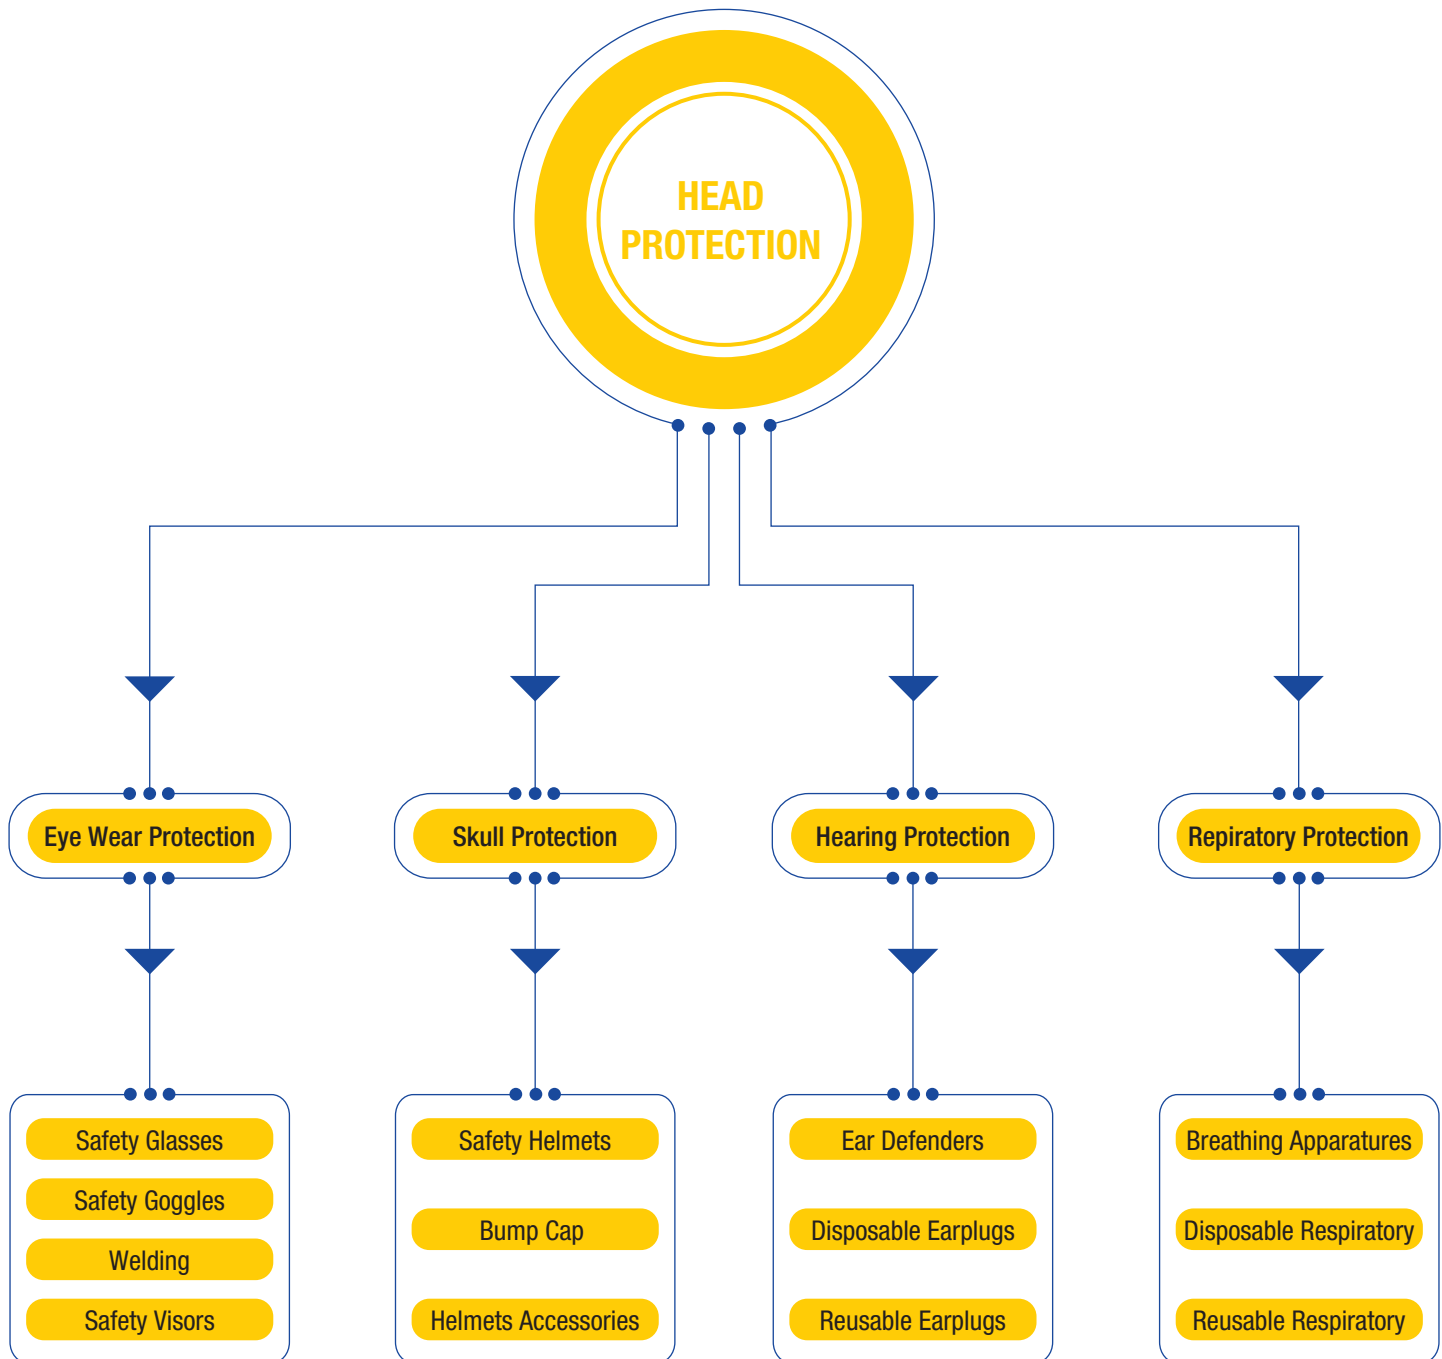 HEAD
PROTECTION
Eye Wear Protection
Skull Protection
Hearing Protection
Repiratory Protection
Safety Glasses
Safety Goggles
Welding
Safety Visors
Safety Helmets
Bump Cap
Helmets Accessories
Ear Defenders
Disposable Earplugs
Reusable Earplugs
Breathing Apparatures
Disposable Respiratory
Reusable Respiratory